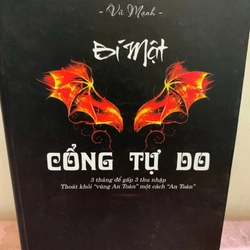 - Vũ Mạnh -
Bí Mật
CỔNG TỰ DO
3 tháng để gấp 3 thu nhập
Thoát khỏi "vùng An Toàn" một cách "An Toàn"